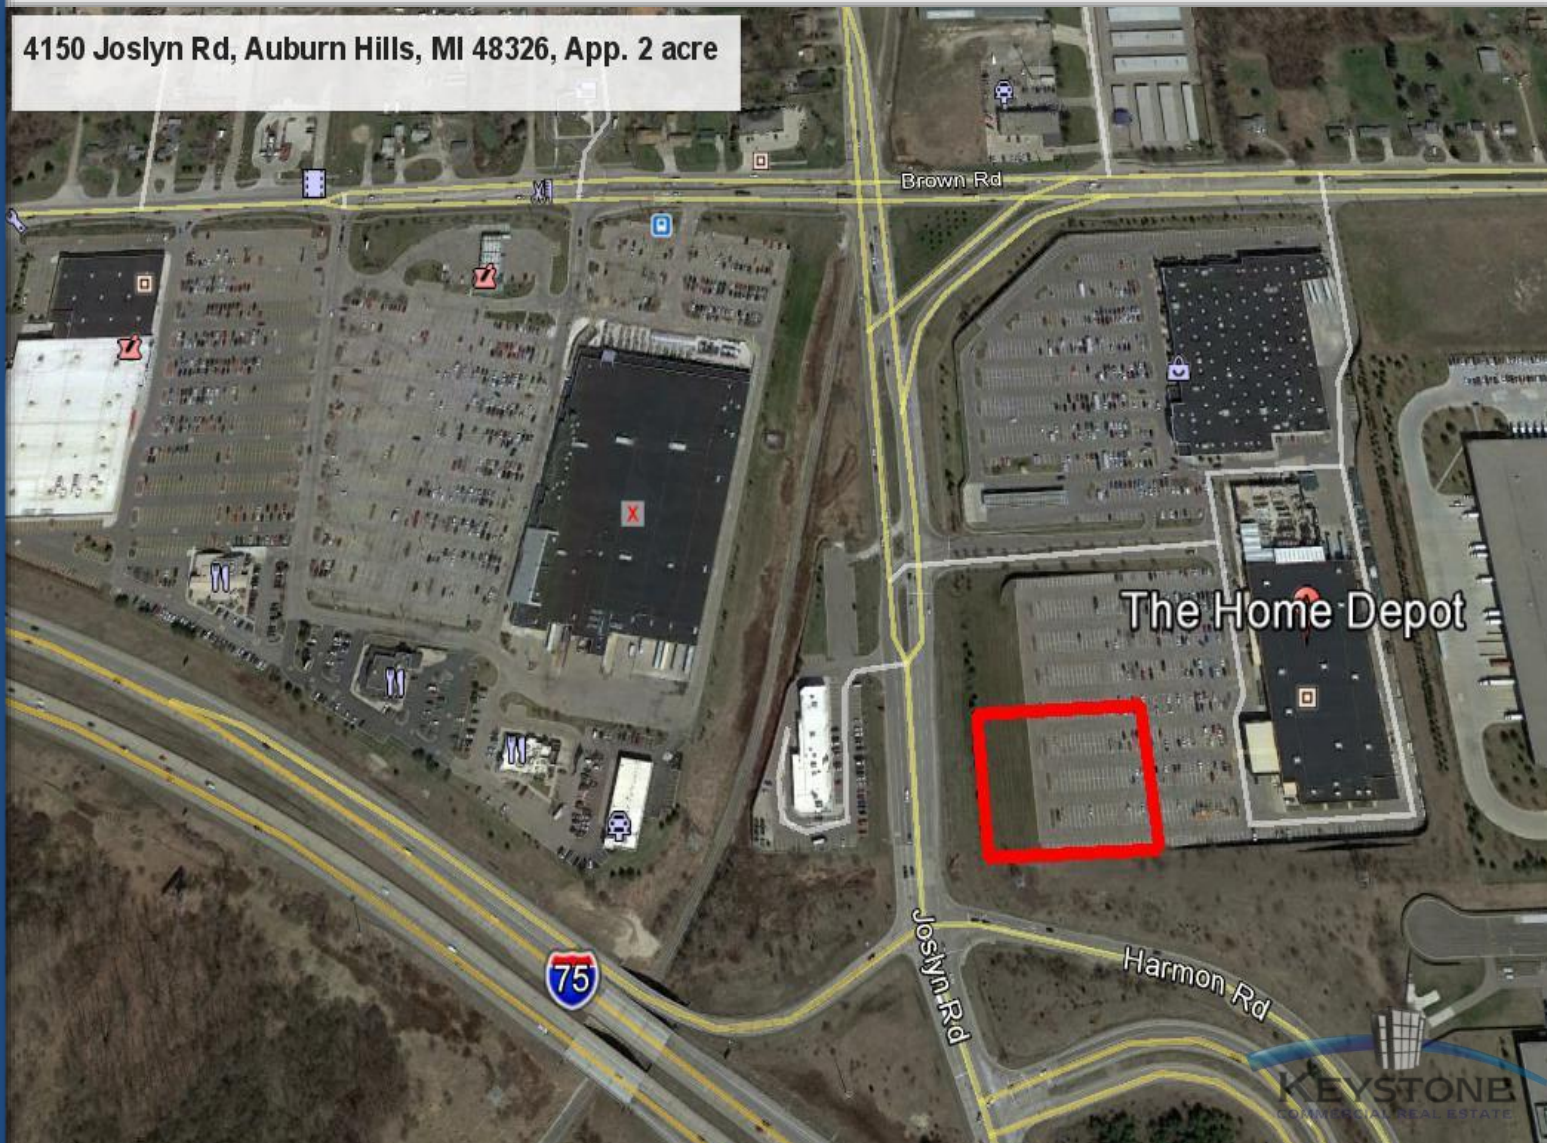 4150 Joslyn Rd, Auburn Hills, MI 48326, App. 2 acre
Brown Rd
X
The Home Depot
75
Joslyn Rd
Harmon Rd
KEYSTONE
COMMERCIAL REAL ESTATE